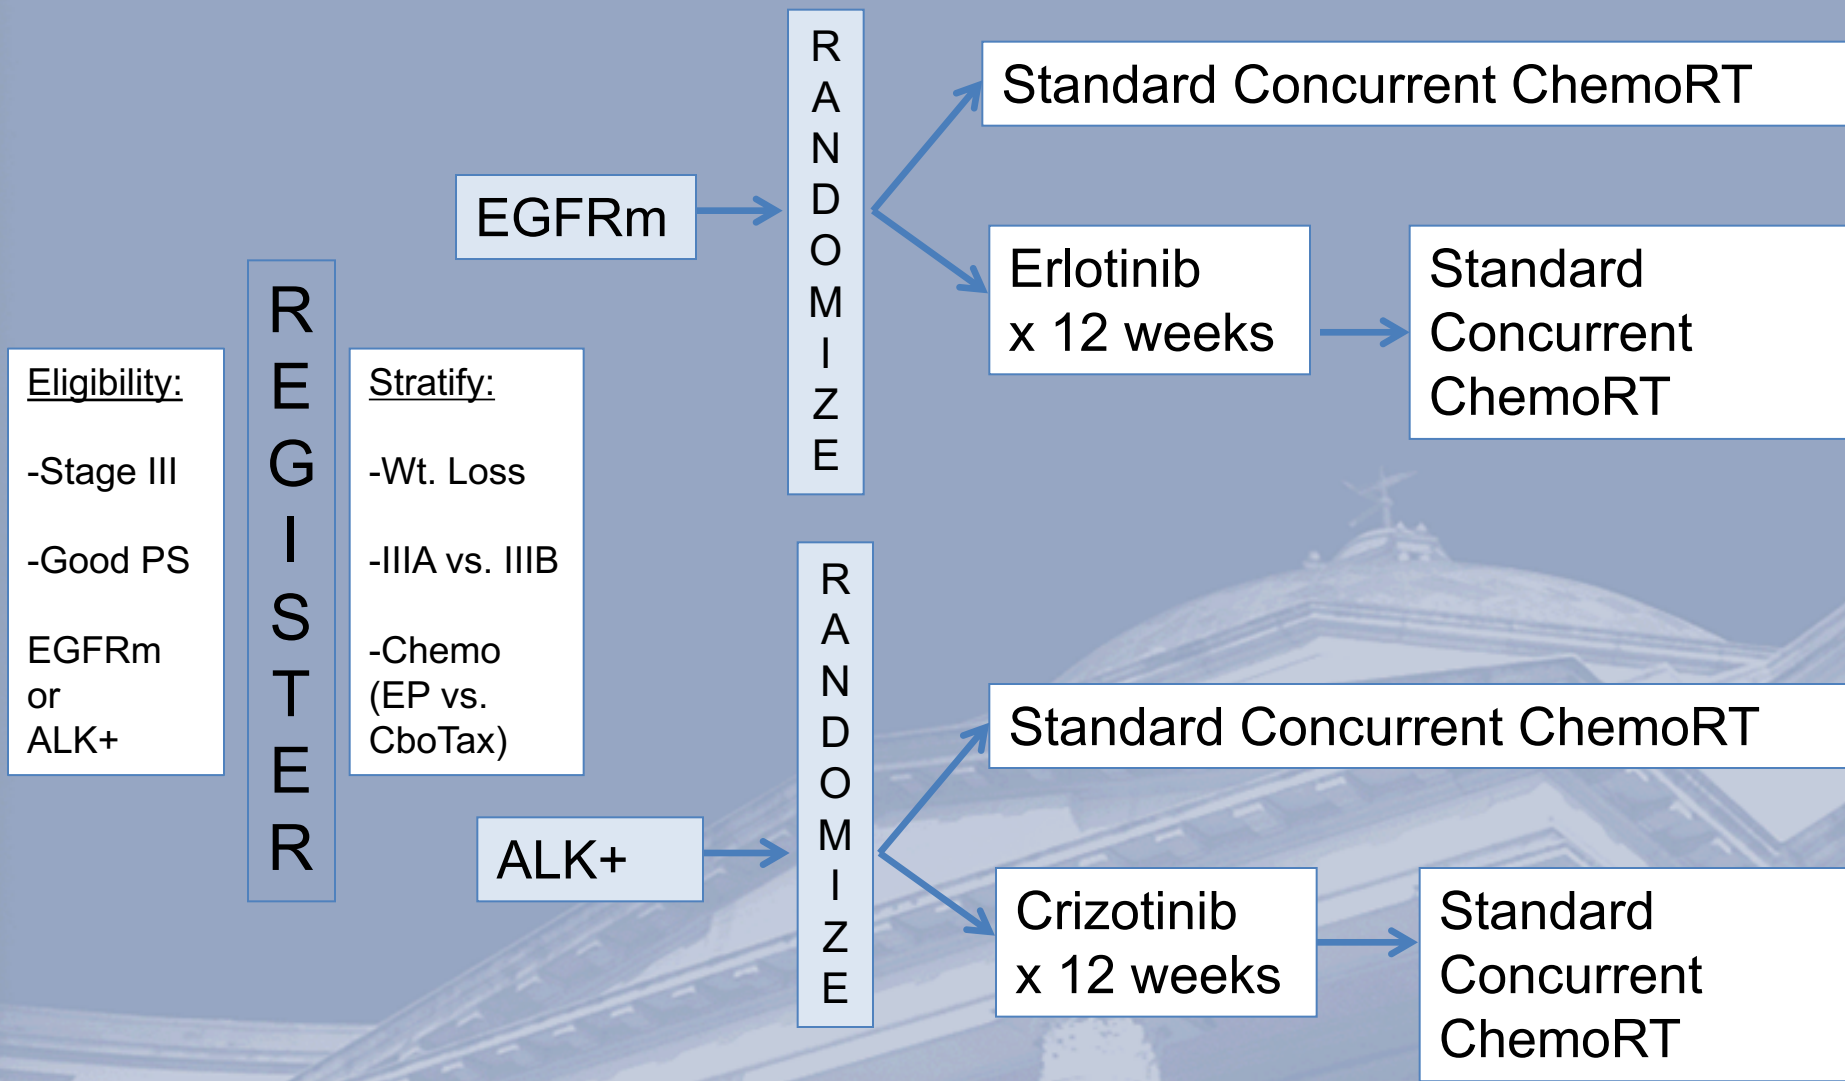 Eligibility:
-Stage III
-Good PS
EGFRm
or
ALK+
R
E
G
I
S
T
E
R
Stratify:
-Wt. Loss
-IIIA vs. IIIB
-Chemo
(EP vs.
CboTax)
EGFRm
R
A
N
D
O
M
I
Z
E
Standard Concurrent ChemoRT
Erlotinib
x 12 weeks
Standard
Concurrent
ChemoRT
ALK+
R
A
N
D
O
M
I
Z
E
Standard Concurrent ChemoRT
Crizotinib
x 12 weeks
Standard
Concurrent
ChemoRT